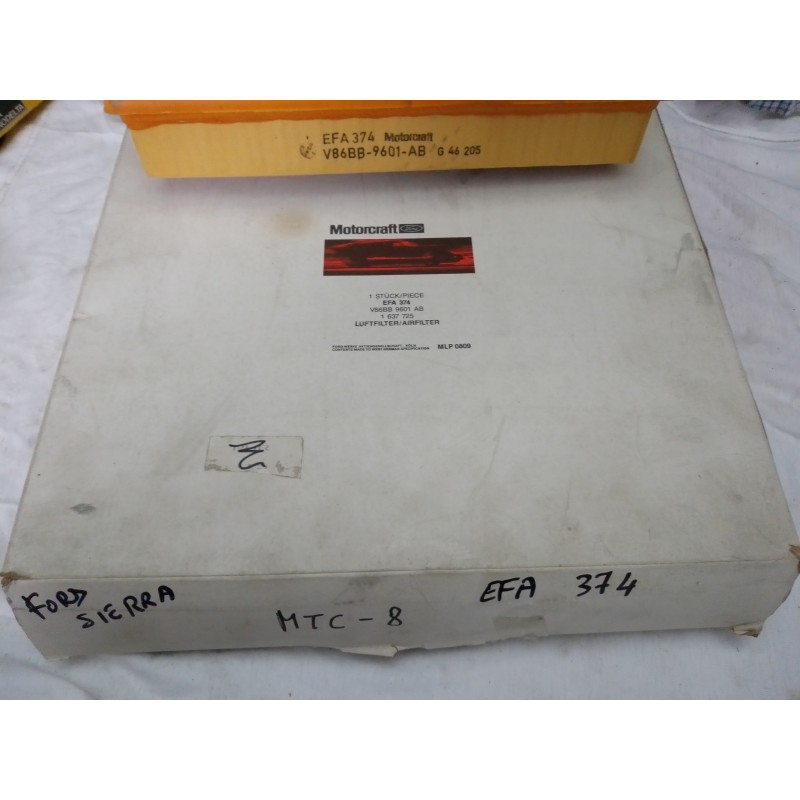 EFA 374 Motorcraft
V86BB-9601-AB G 46 205
Motorcraft
1 STÜCK/PIECE
EFA 374
V86BB 9601 AB
1 637 725
LUFTFILTER/AIRFILTER
MLP 0809
FORD
SIERRA
MTC - 8
EFA 374